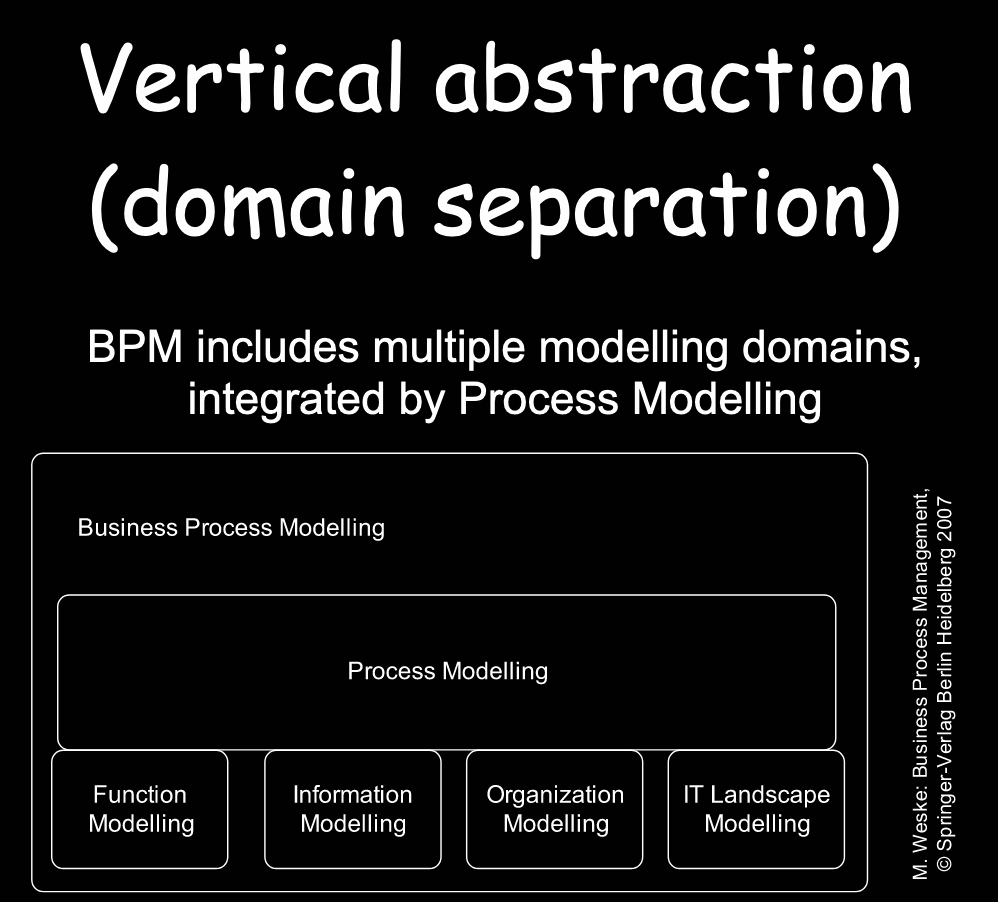 Vertical abstraction
(domain separation)
BPM includes multiple modelling domains,
integrated by Process Modelling
Business Process Modelling
Process Modelling
Function
Modelling
Information
Modelling
Organization
Modelling
IT Landscape
Modelling
M. Weske: Business Process Management,
© Springer-Verlag Berlin Heidelberg 2007